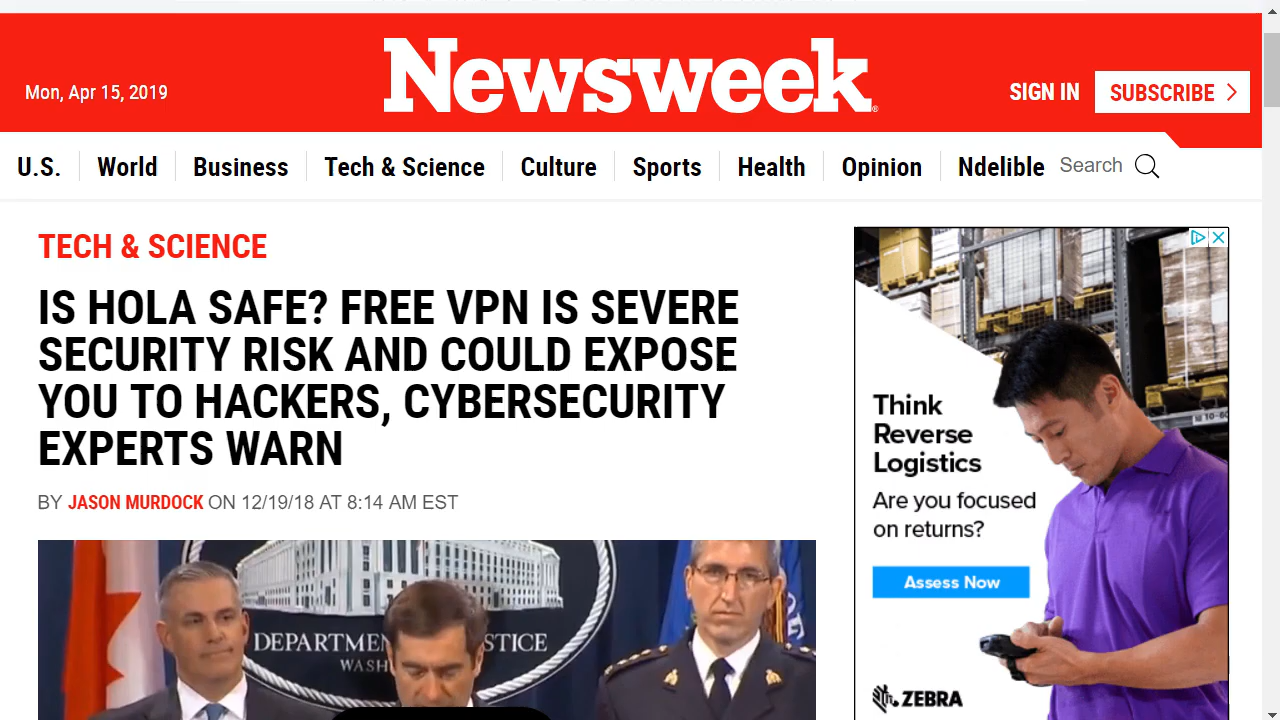 Mon, Apr 15, 2019
Newsweek
®
SIGN IN
SUBSCRIBE
U.S.
World
Business
Tech & Science
Culture
Sports
Health
Opinion
Ndelible
Search
TECH & SCIENCE
IS HOLA SAFE? FREE VPN IS SEVERE
SECURITY RISK AND COULD EXPOSE
YOU TO HACKERS, CYBERSECURITY
EXPERTS WARN
BY JASON MURDOCK ON 12/19/18 AT 8:14 AM EST
DEPARTME STICE
WASH
Think
Reverse
Logistics
Are you focused
on returns?
Assess Now
ZEBRA